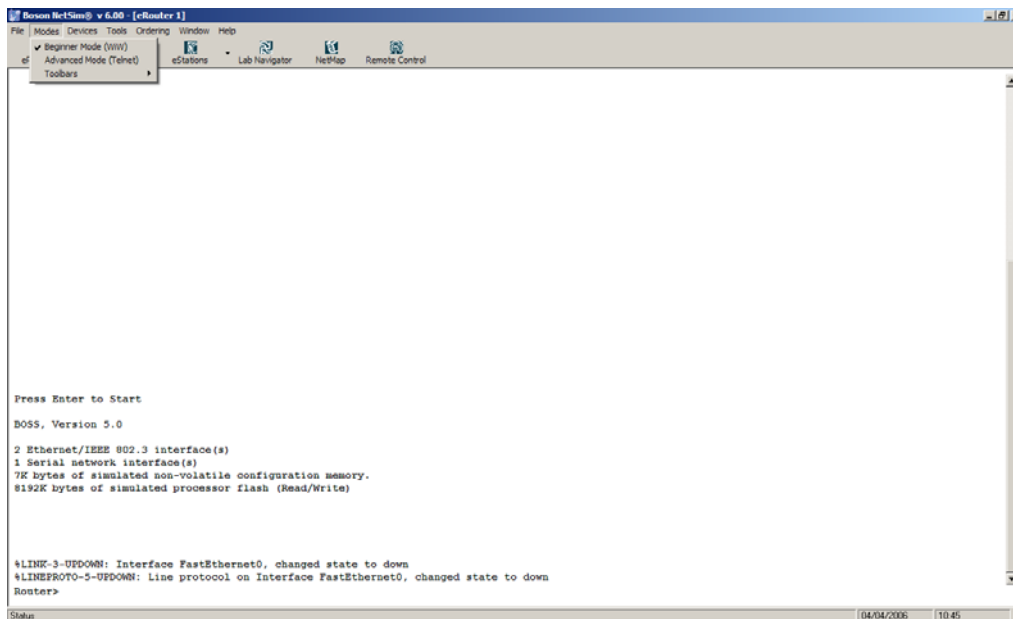 Boson NetSim® v 6.00 - [eRouter 1]
File Modes Devices Tools Ordering Window Help
Beginner Mode (WIW)
Advanced Mode (Telnet)
Toolbars
eStations Lab Navigator NetMap Remote Control
Press Enter to Start
BOSS, Version 5.0
2 Ethernet/IEEE 802.3 interface(s)
1 Serial network interface(s)
7K bytes of simulated non-volatile configuration memory.
8192K bytes of simulated processor flash (Read/Write)
%LINK-3-UPDOWN: Interface FastEthernet0, changed state to down
%LINEPROTO-5-UPDOWN: Line protocol on Interface FastEthernet0, changed state to down
Router>
Status 04/04/2006 10:45